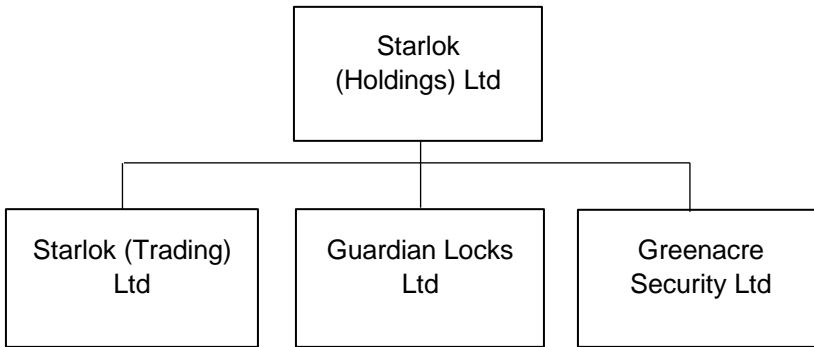 Starlok
(Holdings) Ltd
Starlok (Trading)
Ltd
Guardian Locks
Ltd
Greenacre
Security Ltd